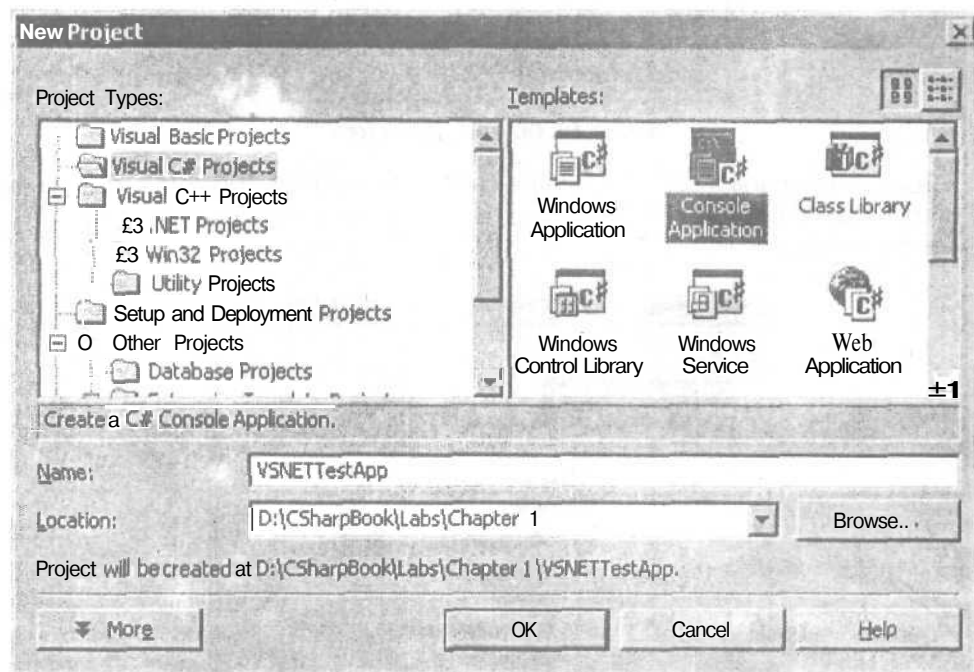 New Project
Project Types:
Templates:
Visual Basic Projects
Visual C# Projects
Visual C++ Projects
£3 .NET Projects
£3 Win32 Projects
Utility Projects
Setup and Deployment Projects
O Other Projects
Database Projects
Windows
Application
Console
Application
Class Library
Windows
Control Library
Windows
Service
Web
Application
±1
Create a C# Console Application.
Name:
VSNETTestApp
Location:
D:\CSharpBook\Labs\Chapter 1
Browse.. .
Project will be created at D:\CSharpBook\Labs\Chapter 1\VSNETTestApp.
More
OK
Cancel
Help